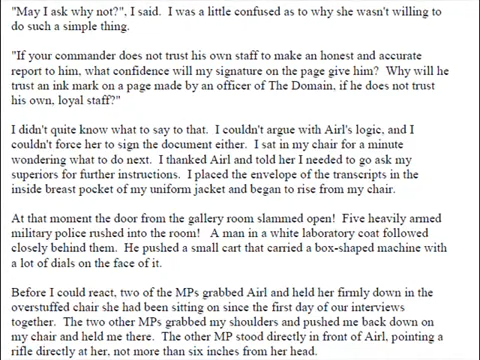 "May I ask why not?", I said.  I was a little confused as to why she wasn't willing to
do such a simple thing.
"If your commander does not trust his own staff to make an honest and accurate
report to him, what confidence will my signature on the page give him?  Why will he
trust an ink mark on a page made by an officer of The Domain, if he does not trust
his own, loyal staff?"
I didn't quite know what to say to that.  I couldn't argue with Airl's logic, and I
couldn't force her to sign the document either.  I sat in my chair for a minute
wondering what to do next.  I thanked Airl and told her I needed to go ask my
superiors for further instructions.  I placed the envelope of the transcripts in the
inside breast pocket of my uniform jacket and began to rise from my chair.
At that moment the door from the gallery room slammed open!  Five heavily armed
military police rushed into the room!  A man in a white laboratory coat followed
closely behind them.  He pushed a small cart that carried a box-shaped machine with
a lot of dials on the face of it.
Before I could react, two of the MPs grabbed Airl and held her firmly down in the
overstuffed chair she had been sitting on since the first day of our interviews
together.  The two other MPs grabbed my shoulders and pushed me back down on
my chair and held me there.  The other MP stood directly in front of Airl, pointing a
rifle directly at her, not more than six inches from her head.